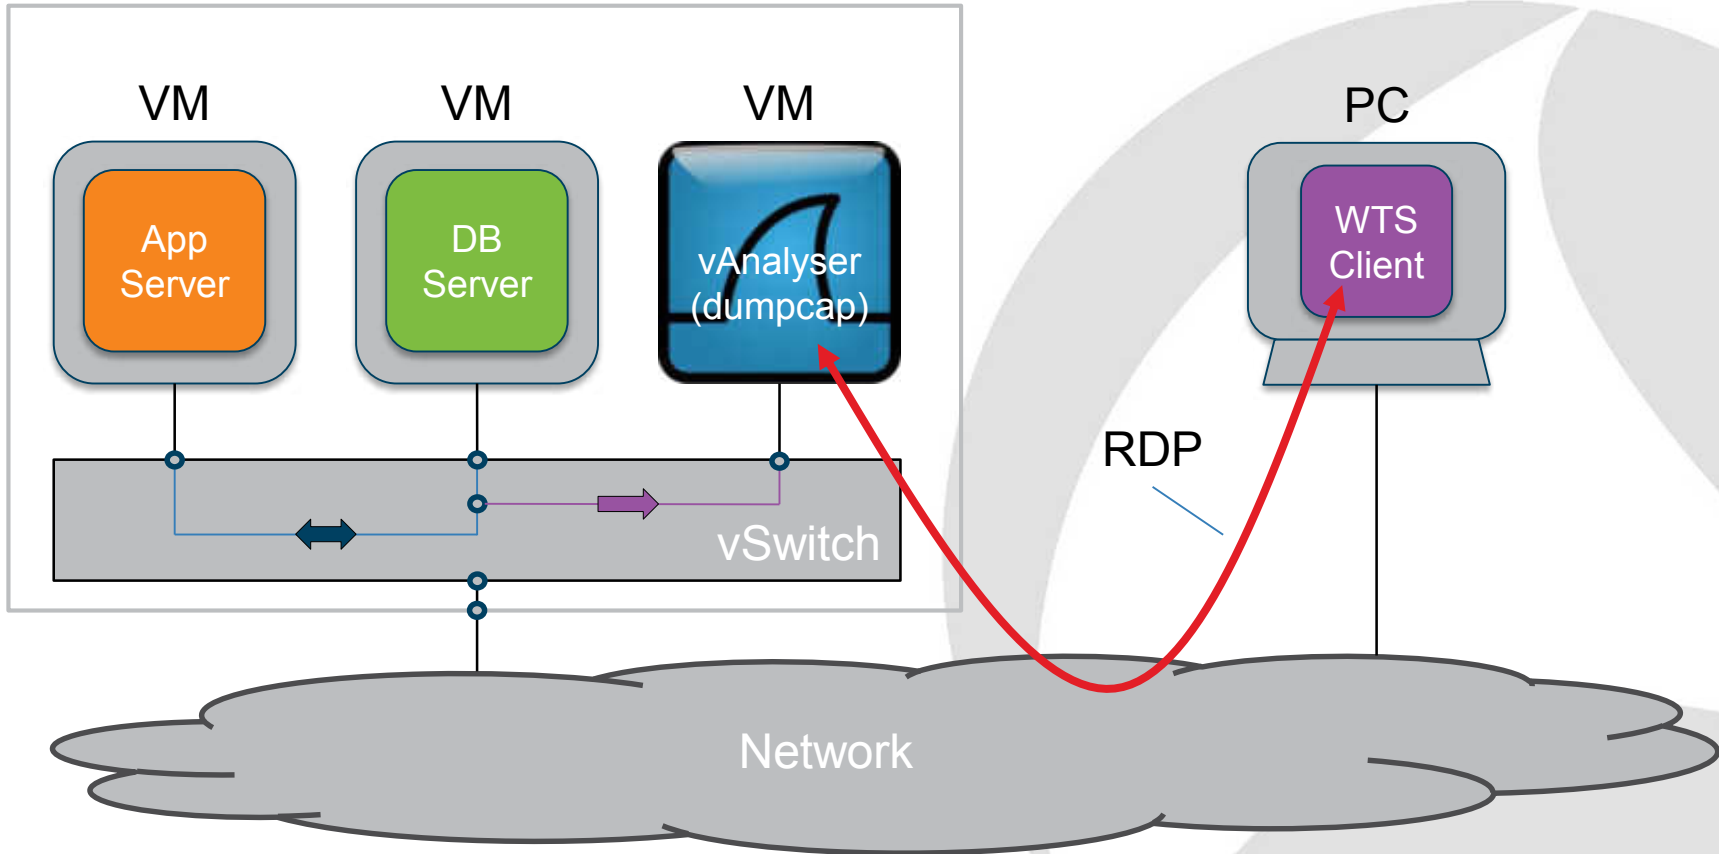 VM
VM
VM
PC
App
Server
DB
Server
vAnalyser
(dumpcap)
WTS
Client
RDP
vSwitch
Network